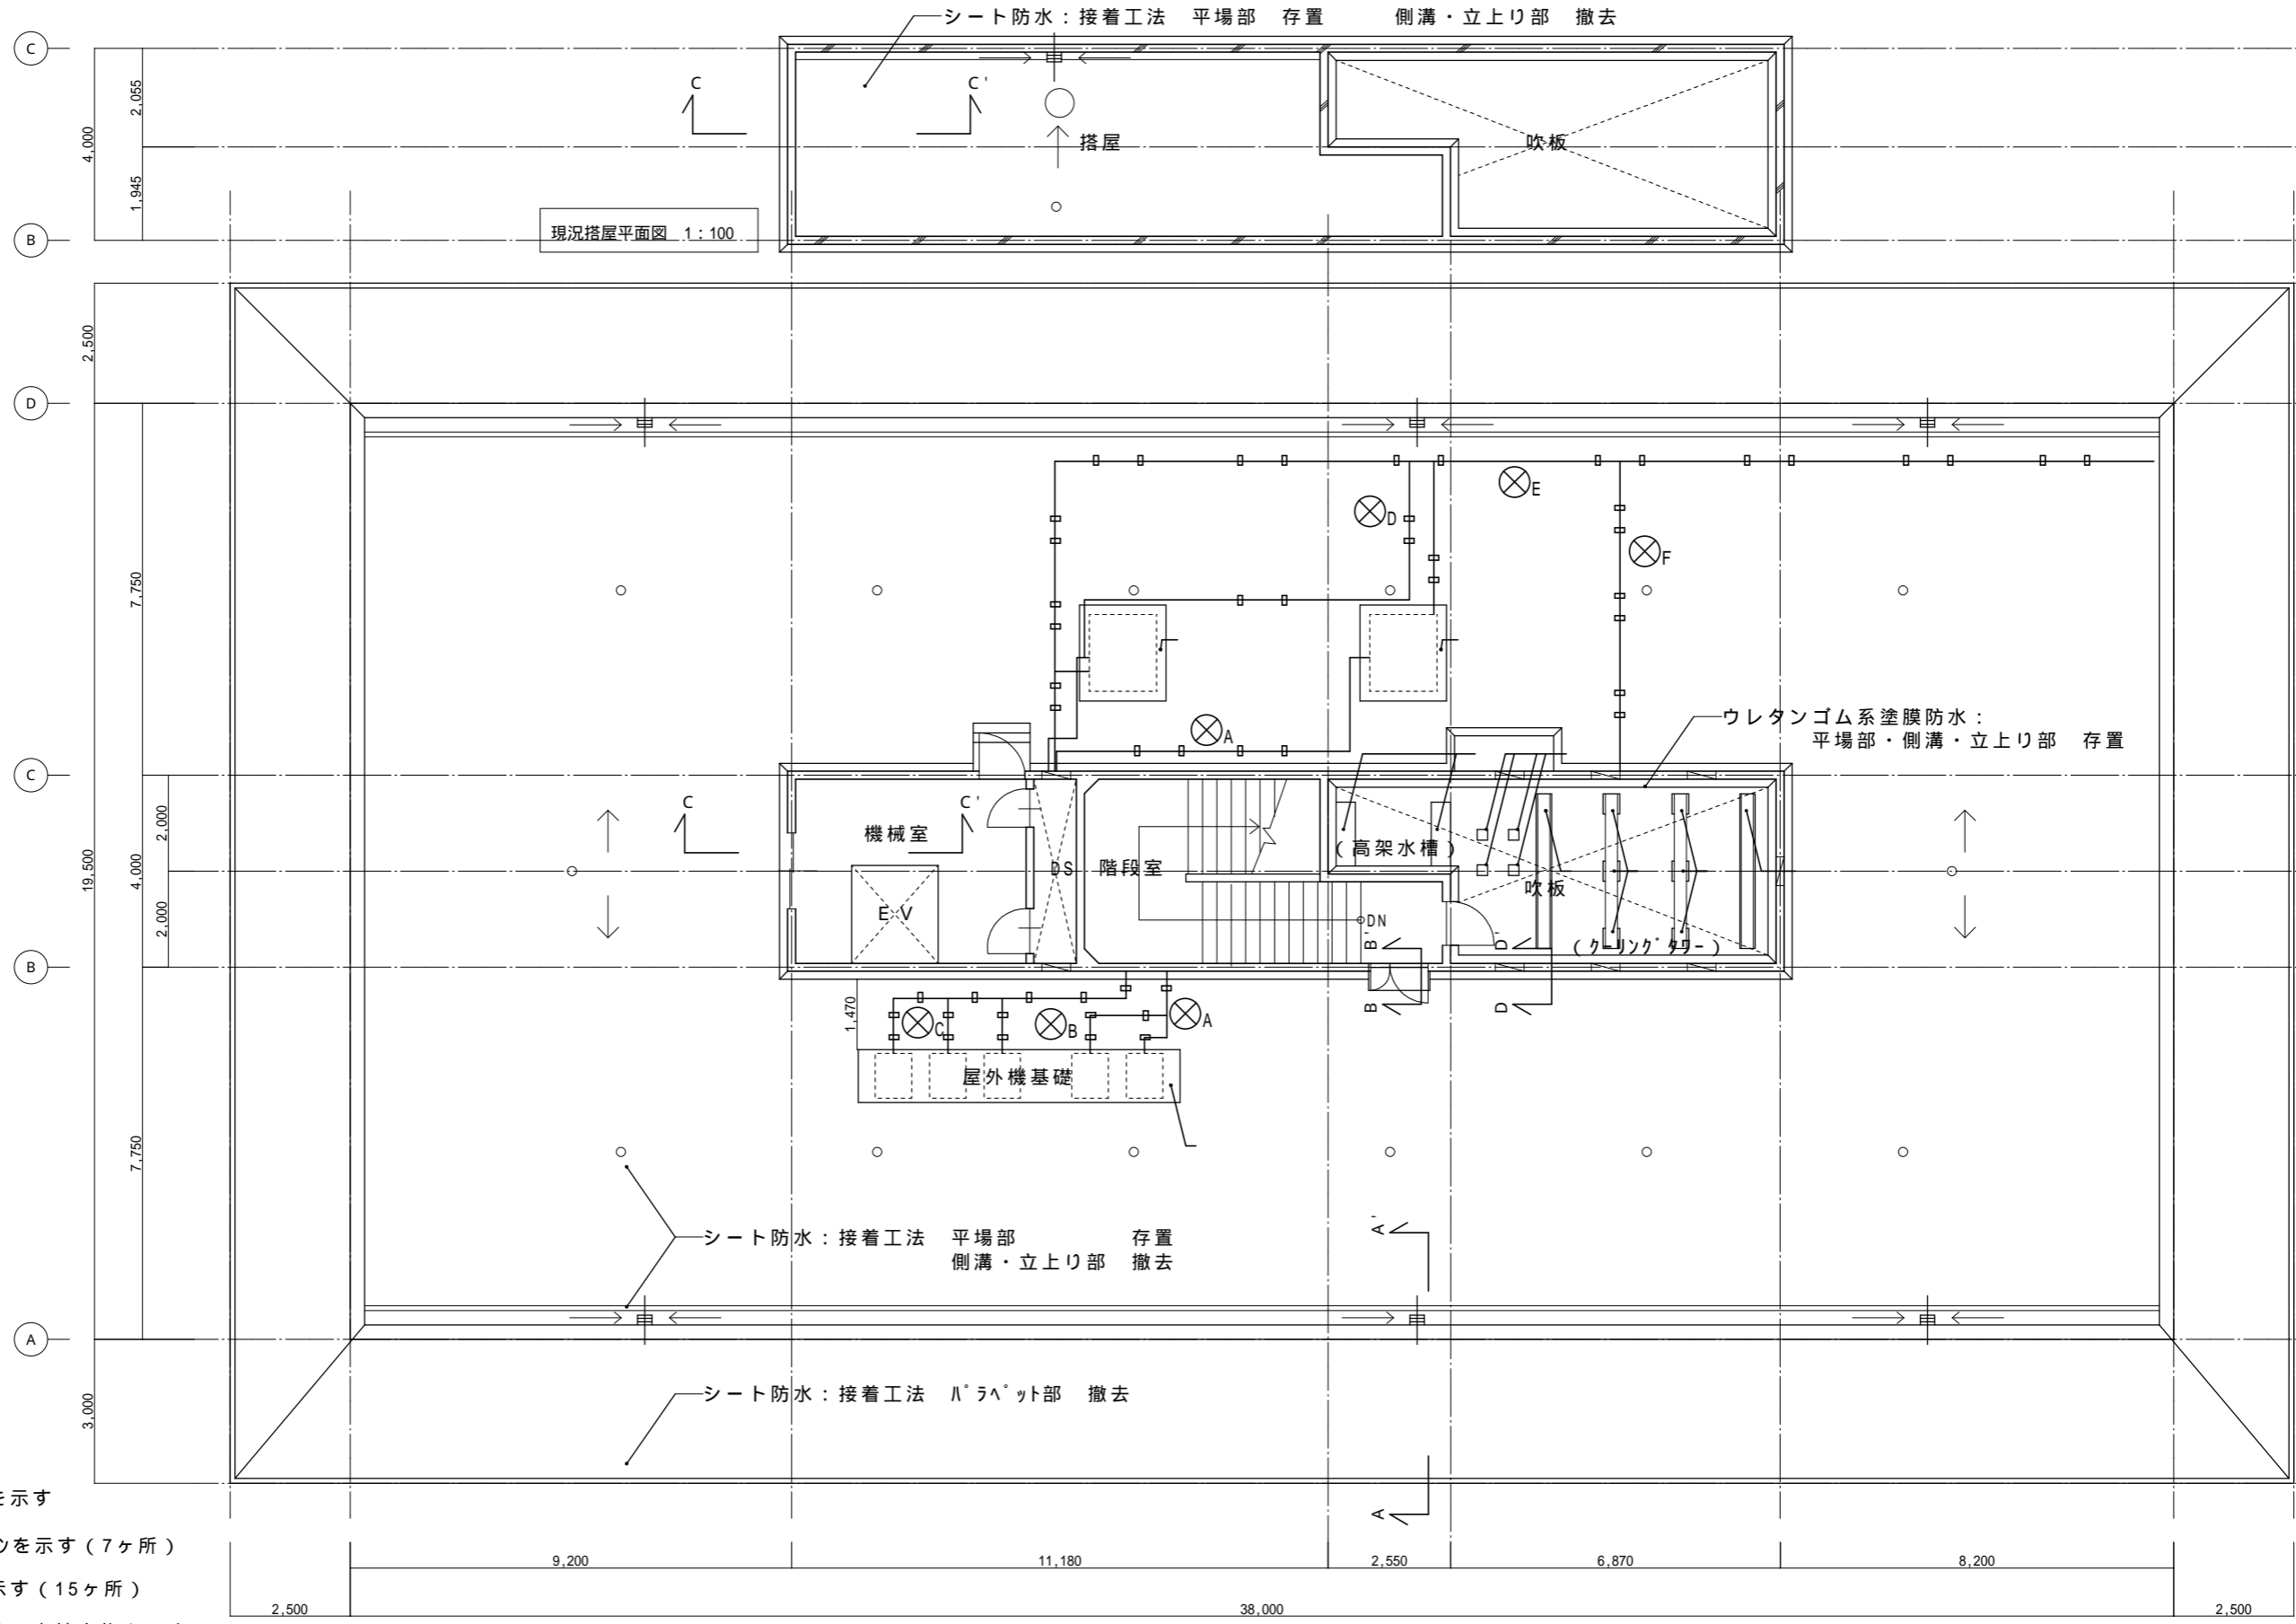 シート防水：接着工法　平場部　存置　　　側溝・立上り部　撤去
C
2,055
4,000
1,945
B
C
C'
搭屋
吹板
現況搭屋平面図　1：100
2,500
D
7,750
C
2,000
19,500
4,000
2,000
B
7,750
A
3,000
E
D
F
A
ウレタンゴム系塗膜防水：
平場部・側溝・立上り部　存置
C
C'
機械室
DS
階段室
（高架水槽）
吹板
EV
DN
（クーリングタワー）
B'
D'
B
D
1,470
C
B
A
屋外機基礎
シート防水：接着工法　平場部　　　　　存置
側溝・立上り部　撤去
A'
シート防水：接着工法　パラペット部　撤去
A
を示す
ンを示す（7ヶ所）
示す（15ヶ所）
9,200
11,180
2,550
6,870
8,200
2,500
38,000
2,500